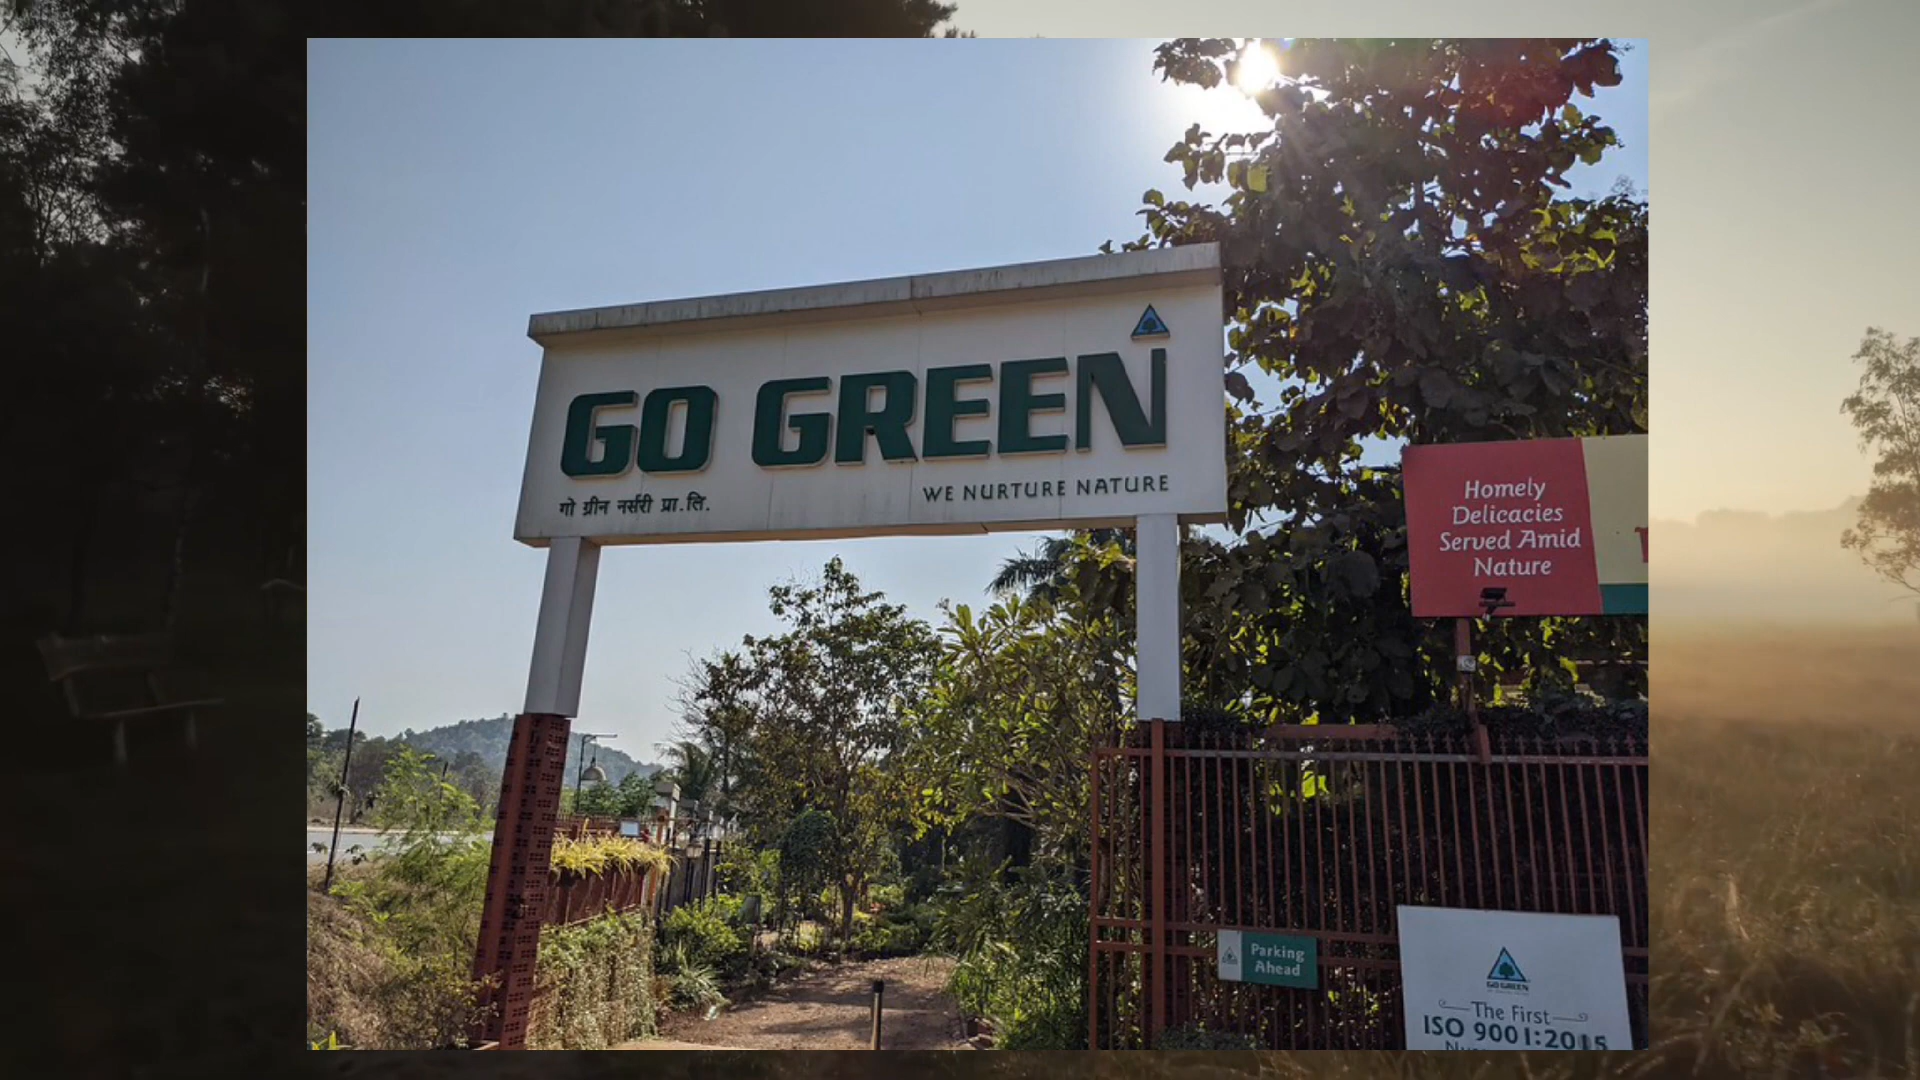 GO GREEN
गो ग्रीन नर्सरी प्रा.लि.
WE NURTURE NATURE
Homely
Delicacies
Served Amid
Nature
Parking
Ahead
GO GREEN
The First
ISO 9001:2015